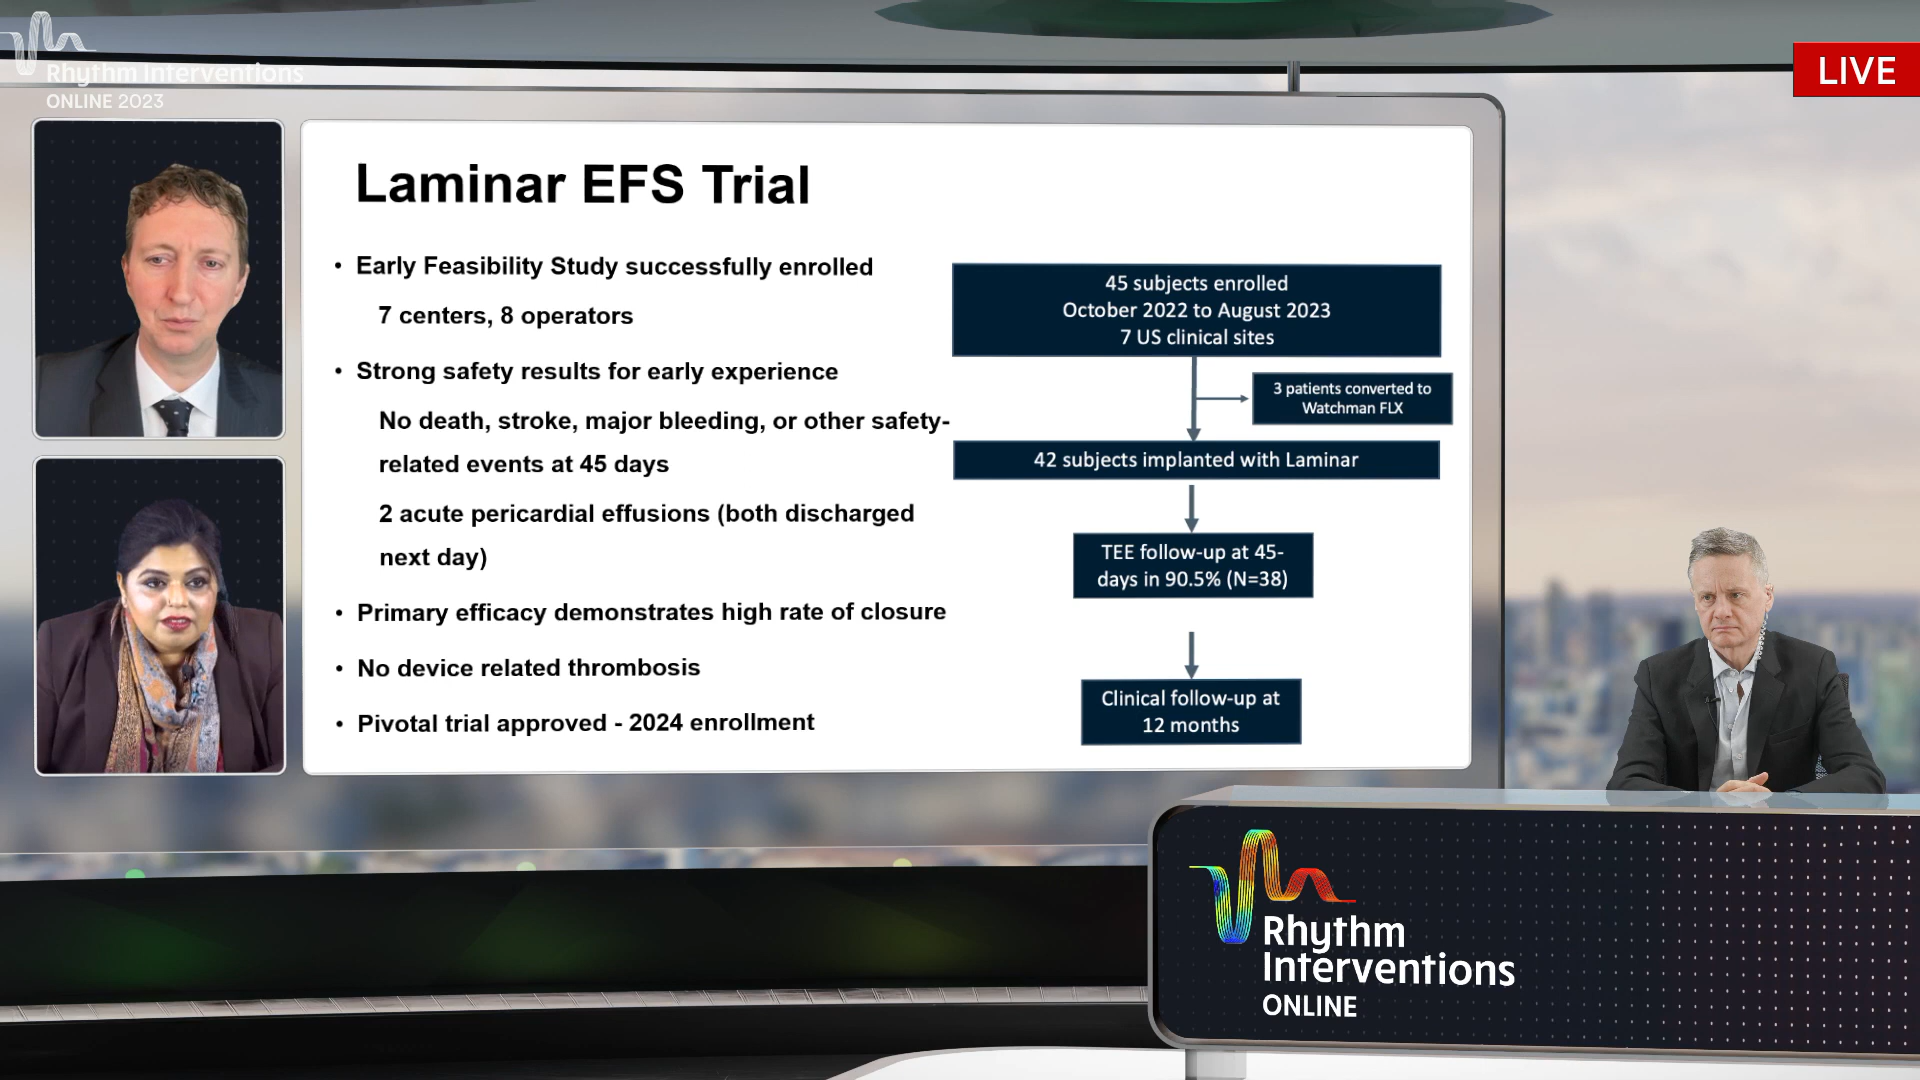 Rhythm Interventions
ONLINE 2023
LIVE
Laminar EFS Trial
• Early Feasibility Study successfully enrolled
7 centers, 8 operators
• Strong safety results for early experience
No death, stroke, major bleeding, or other safety-
related events at 45 days
2 acute pericardial effusions (both discharged
next day)
• Primary efficacy demonstrates high rate of closure
• No device related thrombosis
• Pivotal trial approved - 2024 enrollment
45 subjects enrolled
October 2022 to August 2023
7 US clinical sites
3 patients converted to
Watchman FLX
42 subjects implanted with Laminar
TEE follow-up at 45-
days in 90.5% (N=38)
Clinical follow-up at
12 months
Rhythm
Interventions
ONLINE